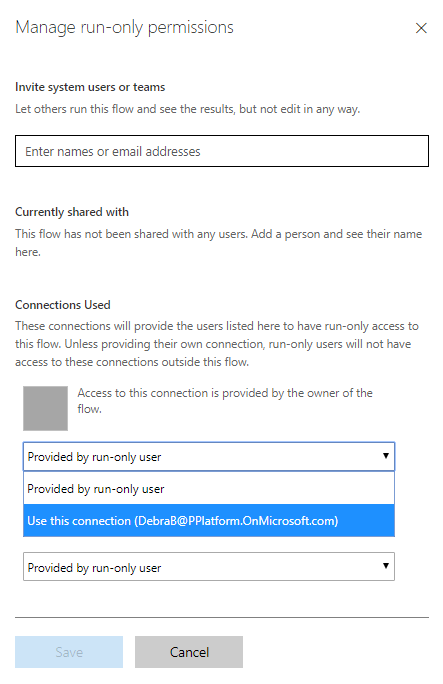 Manage run-only permissions
Invite system users or teams
Let others run this flow and see the results, but not edit in any way.
Enter names or email addresses
Currently shared with
This flow has not been shared with any users. Add a person and see their name
here.
Connections Used
These connections will provide the users listed here to have run-only access to
this flow. Unless providing their own connection, run-only users will not have
access to these connections outside this flow.
Access to this connection is provided by the owner of the
flow.
Provided by run-only user
Provided by run-only user
Use this connection (DebraB@PPlatform.OnMicrosoft.com)
Provided by run-only user
Save
Cancel